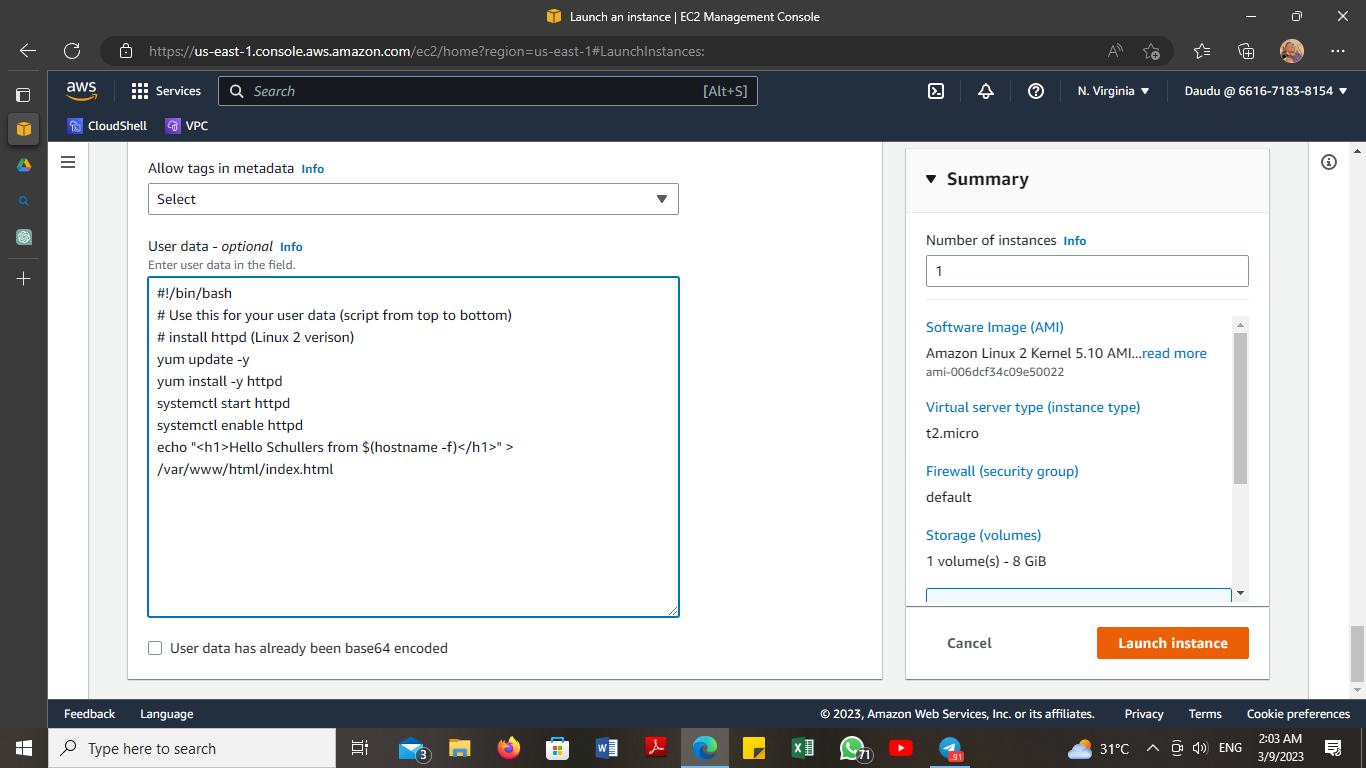 Launch an instance | EC2 Management Console
https://us-east-1.console.aws.amazon.com/ec2/home?region=us-east-1#LaunchInstances:
aws
Services
Search
[Alt+S]
N. Virginia
Daudu @ 6616-7183-8154
CloudShell
VPC
Allow tags in metadata Info
Select
User data - optional Info
Enter user data in the field.
#!/bin/bash
# Use this for your user data (script from top to bottom)
# install httpd (Linux 2 verison)
yum update -y
yum install -y httpd
systemctl start httpd
systemctl enable httpd
echo "<h1>Hello Schullers from $(hostname -f)</h1>" >
/var/www/html/index.html
User data has already been base64 encoded
Summary
Number of instances Info
1
Software Image (AMI)
Amazon Linux 2 Kernel 5.10 AMI...read more
ami-006dcf34c09e50022
Virtual server type (instance type)
t2.micro
Firewall (security group)
default
Storage (volumes)
1 volume(s) - 8 GiB
Cancel
Launch instance
Feedback
Language
© 2023, Amazon Web Services, Inc. or its affiliates.
Privacy
Terms
Cookie preferences
Type here to search
3
71
91
31°C
ENG
2:03 AM
3/9/2023